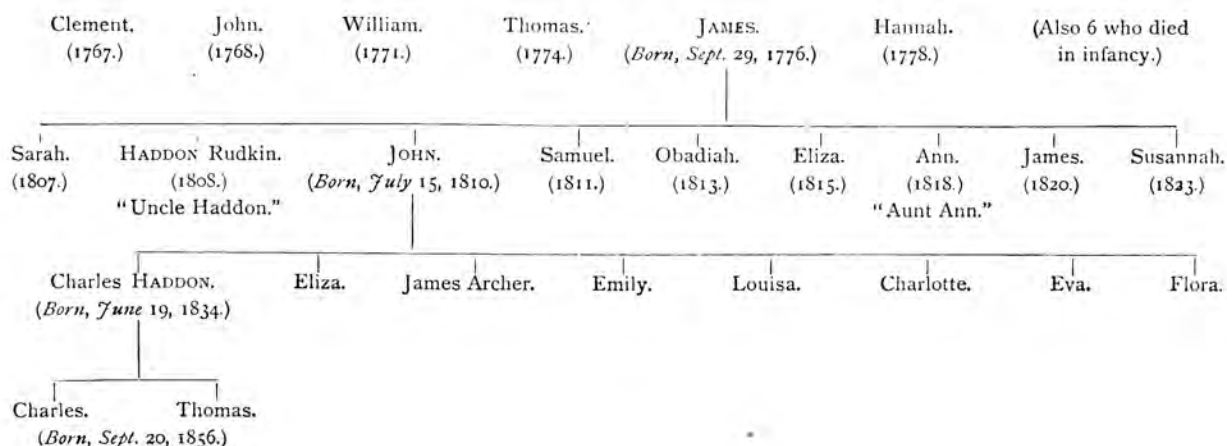 Clement. John. William. Thomas. JAMES. Hannah. (Also 6 who died
(1767.) (1768.) (1771.) (1774.) (Born, Sept. 29, 1776.) (1778.) in infancy.)
Sarah. HADDON Rudkin. JOHN. Samuel. Obadiah. Eliza. Ann. James. Susannah.
(1807.) (1808.) (Born, July 15, 1810.) (1811.) (1813.) (1815.) (1818.) (1820.) (1823.)
"Uncle Haddon." "Aunt Ann."
Charles HADDON. Eliza. James Archer. Emily. Louisa. Charlotte. Eva. Flora.
(Born, June 19, 1834.)
Charles. Thomas.
(Born, Sept. 20, 1856.)